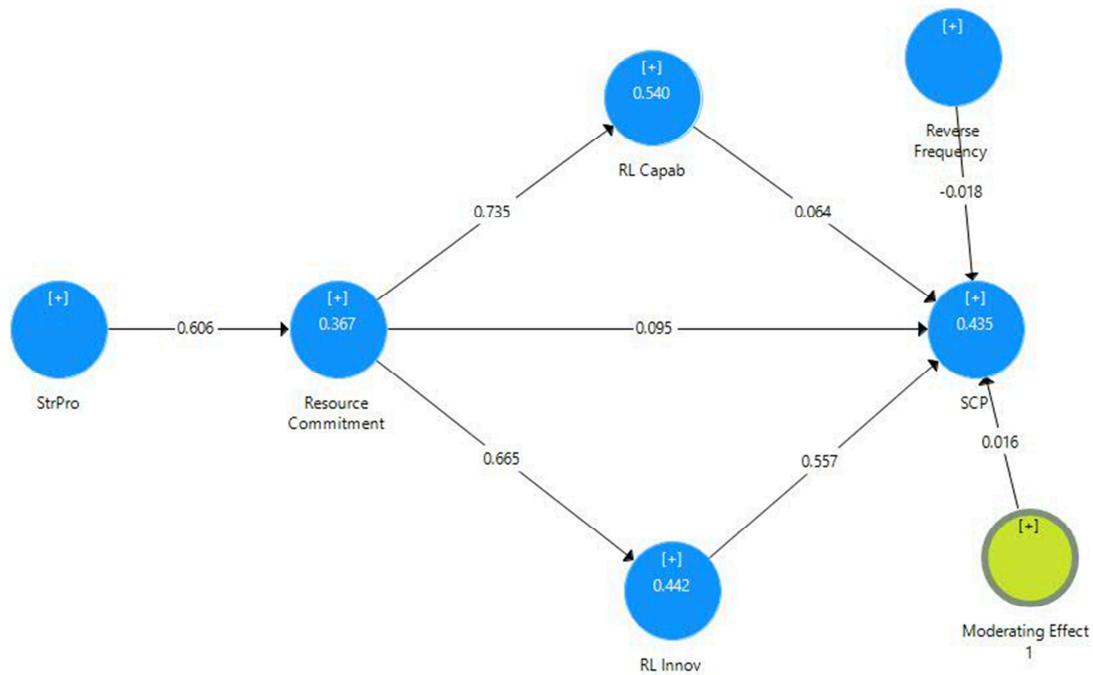 [+]
[+]
0.540
Reverse
Frequency
RL Capab
-0.018
0.735
0.064
[+]
[+]
0.367
[+]
0.435
0.606
0.095
StrPro
Resource
Commitment
SCP
0.665
0.557
0.016
[+]
[+]
0.442
Moderating Effect
1
RL Innov